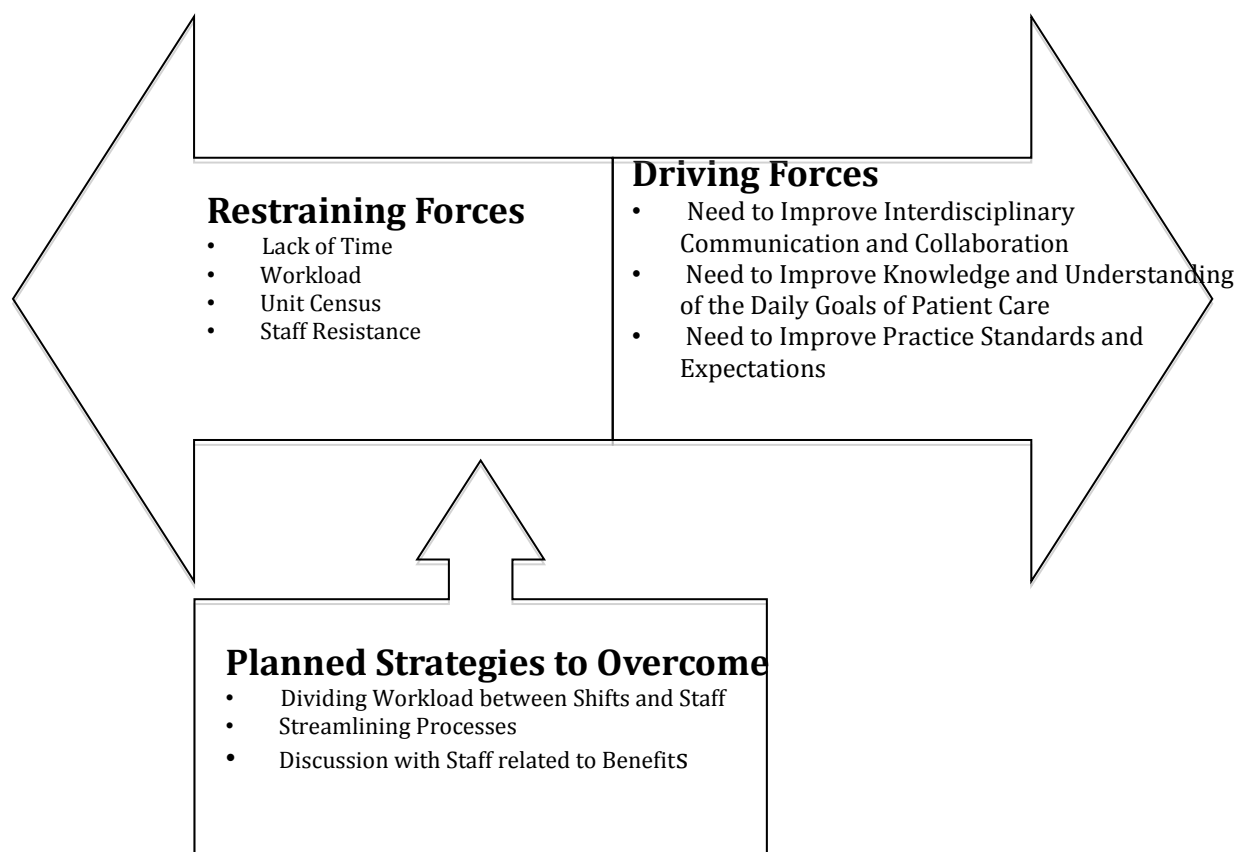 Restraining Forces
• Lack of Time
• Workload
• Unit Census
• Staff Resistance
Driving Forces
• Need to Improve Interdisciplinary
Communication and Collaboration
• Need to Improve Knowledge and Understanding
of the Daily Goals of Patient Care
• Need to Improve Practice Standards and
Expectations
Planned Strategies to Overcome
• Dividing Workload between Shifts and Staff
• Streamlining Processes
• Discussion with Staff related to Benefits